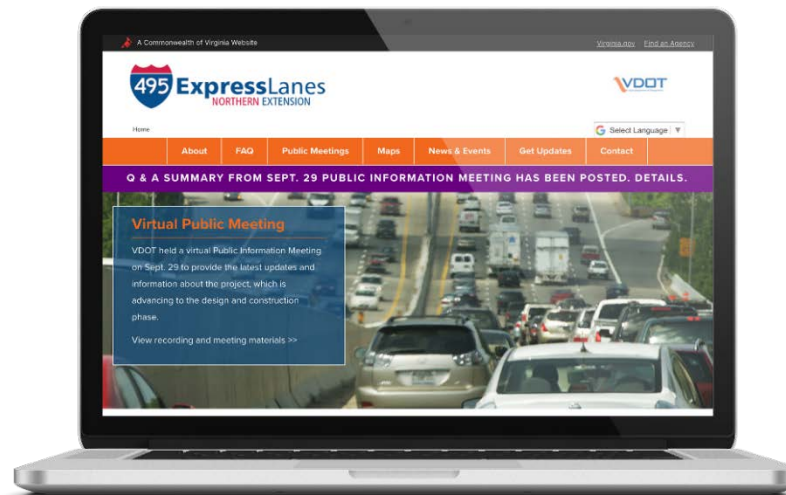 A Commonwealth of Virginia Website
Virginia.gov Find an Agency
495 ExpressLanes
NORTHERN EXTENSION
VDOT
Home
G Select Language ▼
About FAQ Public Meetings Maps News & Events Get Updates Contact
Q & A SUMMARY FROM SEPT. 29 PUBLIC INFORMATION MEETING HAS BEEN POSTED. DETAILS.
Virtual Public Meeting
VDOT held a virtual Public Information Meeting
on Sept. 29 to provide the latest updates and
information about the project, which is
advancing to the design and construction
phase.
View recording and meeting materials >>